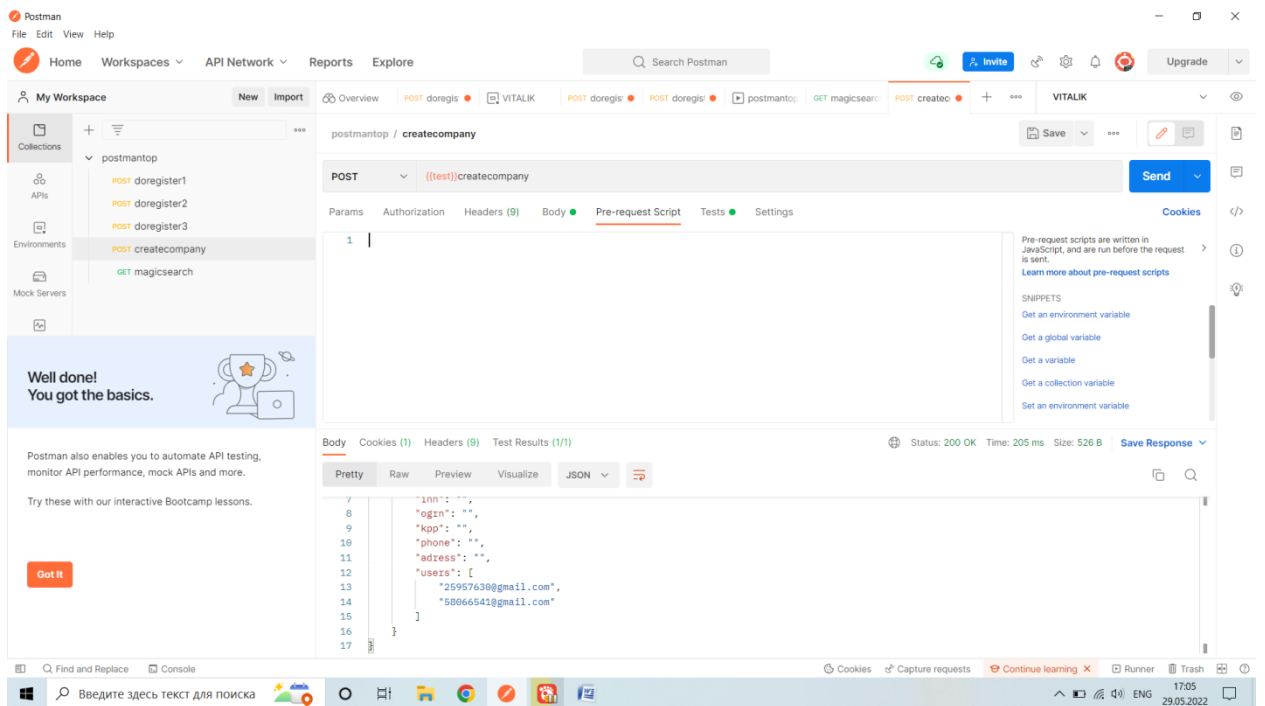 Postman
File Edit View Help
Home Workspaces API Network Reports Explore Search Postman Invite Upgrade
My Workspace New Import Overview POST doregis POST VITALIK POST doregis POST doregis postmantop GET magicsearc POST createco VITALIK
Collections
APIs
Environments
Mock Servers
postmantop
POST doregister1
POST doregister2
POST doregister3
POST createcompany
GET magicsearch
Well done!
You got the basics.
Postman also enables you to automate API testing,
monitor API performance, mock APIs and more.
Try these with our interactive Bootcamp lessons.
Got It
postmantop / createcompany Save
POST {{test}}createcompany Send
Params Authorization Headers (9) Body Pre-request Script Tests Settings Cookies
1
Pre-request scripts are written in
JavaScript, and are run before the request
is sent.
Learn more about pre-request scripts
SNIPPETS
Get an environment variable
Get a global variable
Get a variable
Get a collection variable
Set an environment variable
Body Cookies (1) Headers (9) Test Results (1/1) Status: 200 OK Time: 205 ms Size: 526 B Save Response
Pretty Raw Preview Visualize JSON
7 "inn": "",
8 "ogrn": "",
9 "kpp": "",
10 "phone": "",
11 "adress": "",
12 "users": [
13 "25957630@gmail.com",
14 "58066541@gmail.com"
15 ]
16 }
17
Find and Replace Console Cookies Capture requests Continue learning Runner Trash
Введите здесь текст для поиска ENG 17:05
29.05.2022